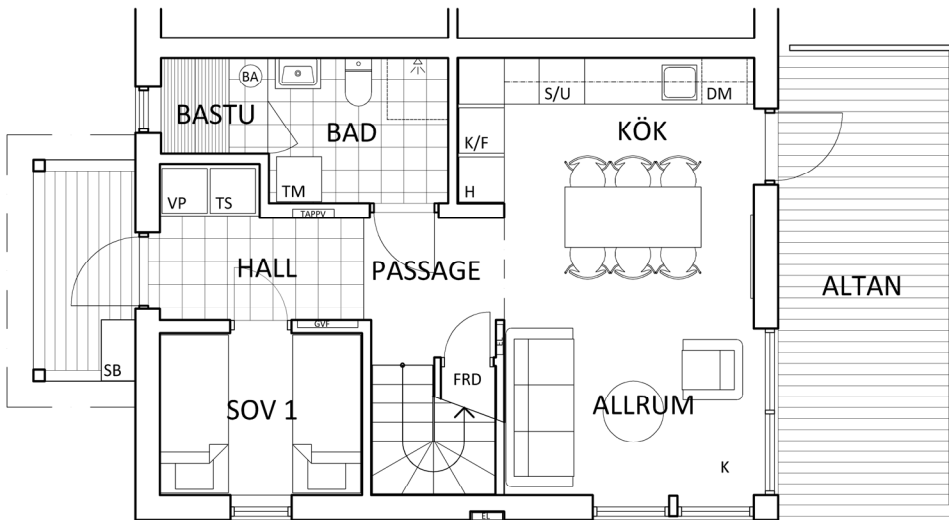 BA
S/U
DM
BASTU
BAD
KÖK
K/F
TM
H
VP
TS
TAPPV
HALL
PASSAGE
ALTAN
GVF
EL
SB
FRD
SOV 1
ALLRUM
K
EL